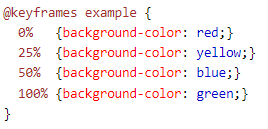 @keyframes example {
  0%   {background-color: red;}
  25%  {background-color: yellow;}
  50%  {background-color: blue;}
  100% {background-color: green;}
}